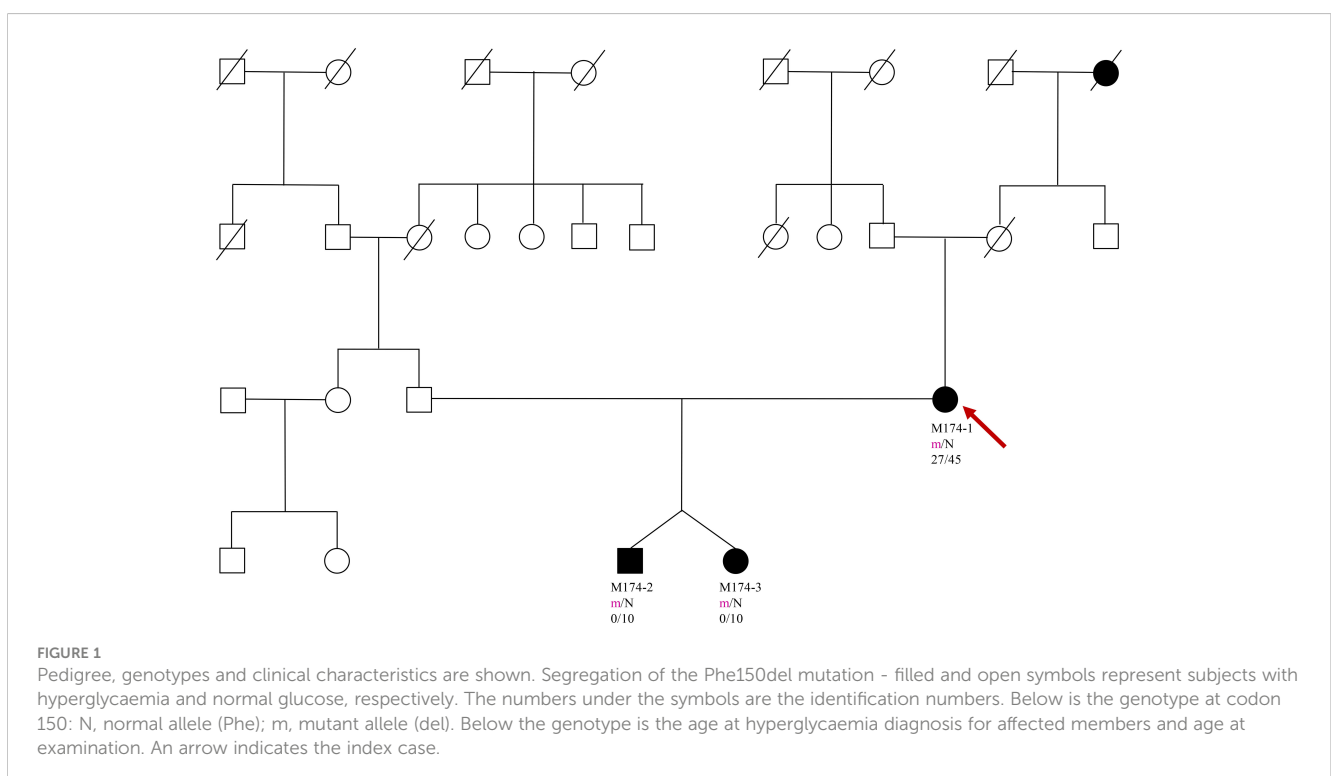 M174-1
m/N
27/45
M174-2
m/N
0/10
M174-3
m/N
0/10
FIGURE 1
Pedigree, genotypes and clinical characteristics are shown. Segregation of the Phe150del mutation - filled and open symbols represent subjects with
hyperglycaemia and normal glucose, respectively. The numbers under the symbols are the identification numbers. Below is the genotype at codon
150: N, normal allele (Phe); m, mutant allele (del). Below the genotype is the age at hyperglycaemia diagnosis for affected members and age at
examination. An arrow indicates the index case.